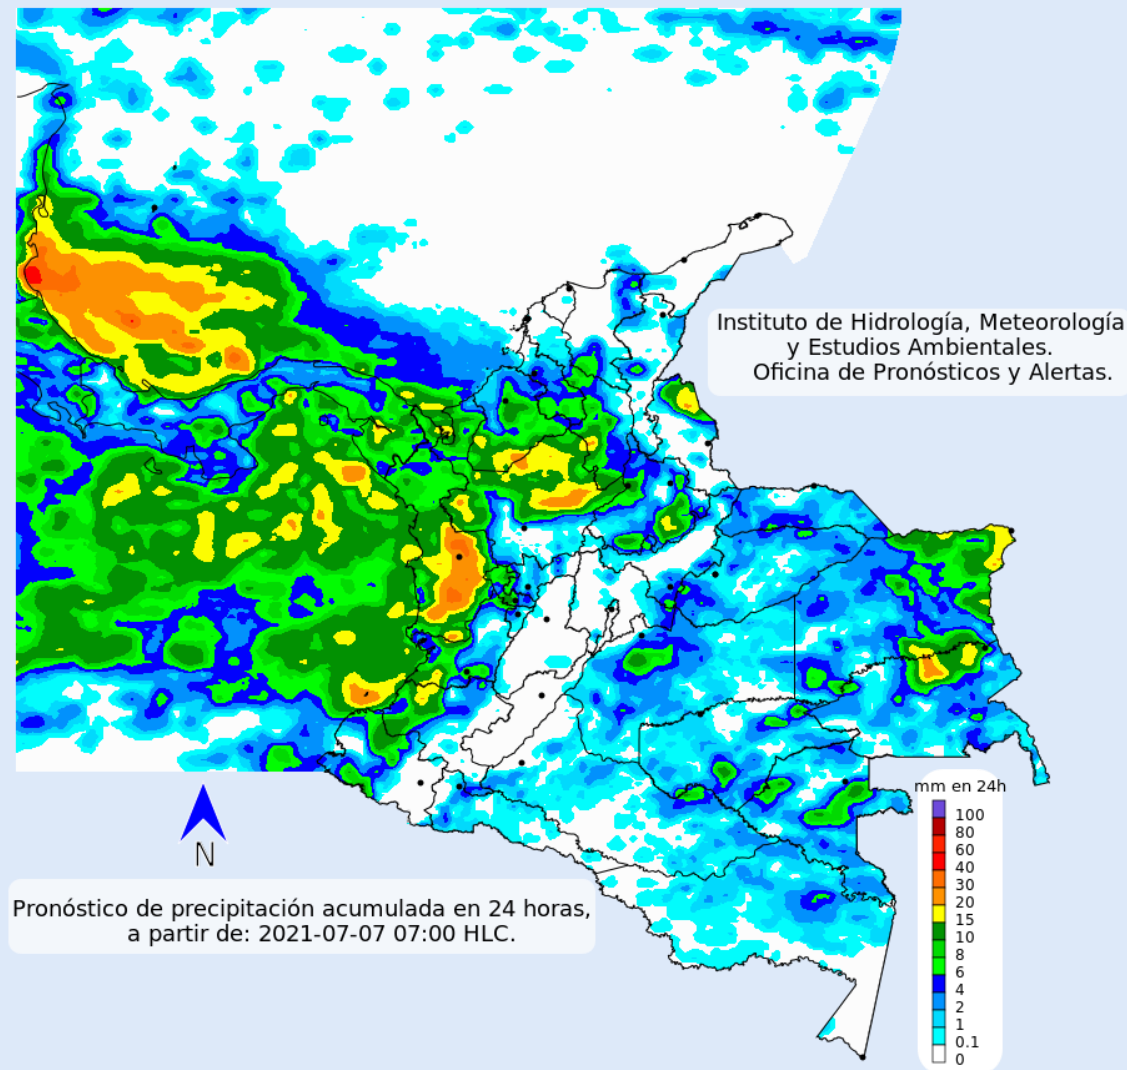 Instituto de Hidrología, Meteorología
y Estudios Ambientales.
Oficina de Pronósticos y Alertas.
mm en 24h
100
80
60
40
30
20
15
10
8
6
4
2
1
0.1
0
N
Pronóstico de precipitación acumulada en 24 horas,
a partir de: 2021-07-07 07:00 HLC.